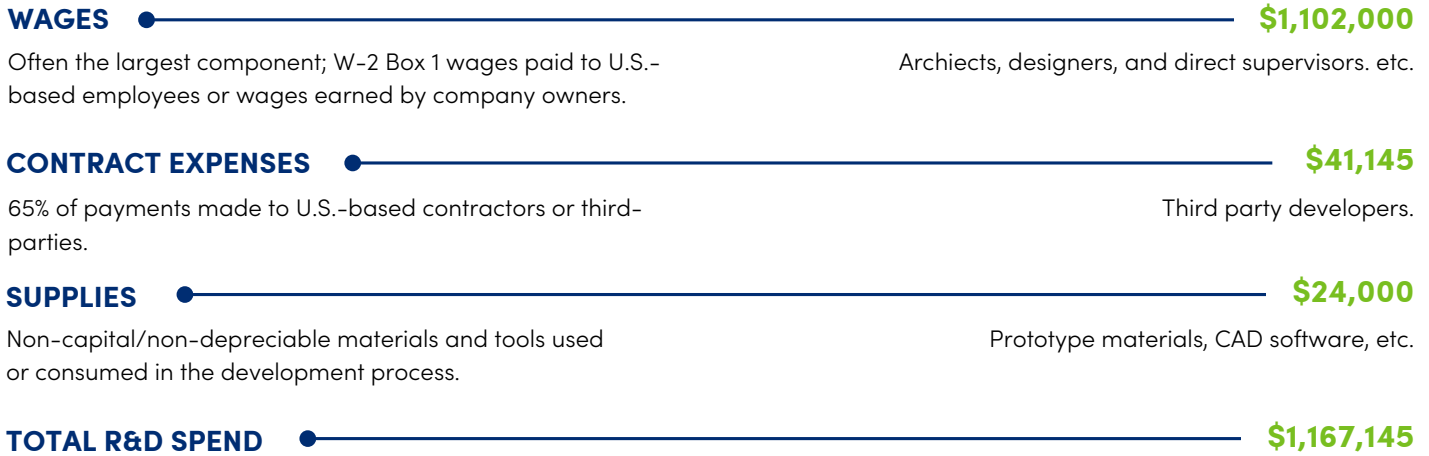 WAGES $1,102,000
Often the largest component; W-2 Box 1 wages paid to U.S.- Archiects, designers, and direct supervisors. etc.
based employees or wages earned by company owners.
CONTRACT EXPENSES $41,145
65% of payments made to U.S.-based contractors or third- Third party developers.
parties.
SUPPLIES $24,000
Non-capital/non-depreciable materials and tools used Prototype materials, CAD software, etc.
or consumed in the development process.
TOTAL R&D SPEND $1,167,145